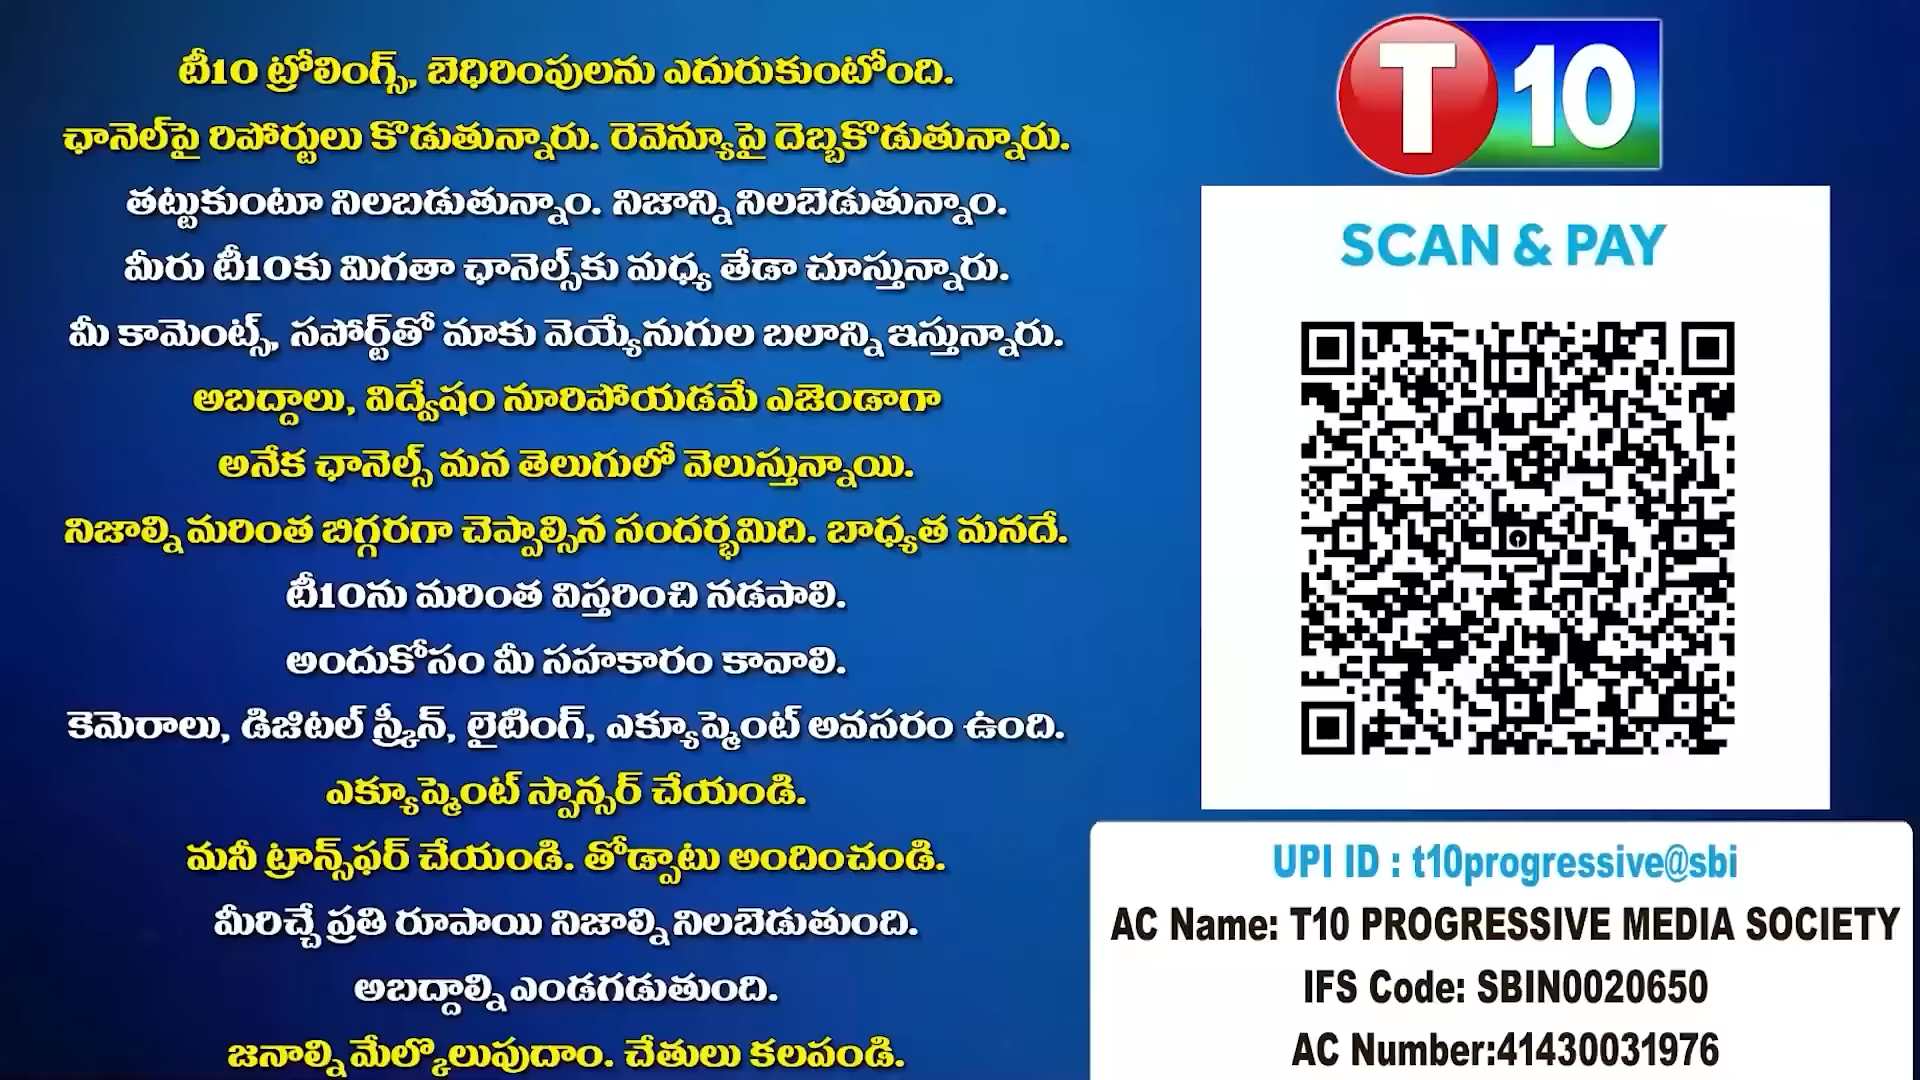 టీ10 ట్రోలింగ్స్, బెధిరింపులను ఎదురుకుంటోంది.
ఛానెల్‌పై రిపోర్టులు కొడుతున్నారు. రెవెన్యూపై దెబ్బకొడుతున్నారు.
తట్టుకుంటూ నిలబడుతున్నాం. నిజాన్ని నిలబెడుతున్నాం.
మీరు టీ10కు మిగతా ఛానెల్స్‌కు మధ్య తేడా చూస్తున్నారు.
మీ కామెంట్స్, సపోర్ట్‌తో మాకు వెయ్యేనుగుల బలాన్ని ఇస్తున్నారు.
అబద్దాలు, విద్వేషం నూరిపోయడమే ఎజెండాగా
అనేక ఛానెల్స్ మన తెలుగులో వెలుస్తున్నాయి.
నిజాల్ని మరింత బిగ్గరగా చెప్పాల్సిన సందర్భమిది. బాధ్యత మనదే.
టీ10ను మరింత విస్తరించి నడపాలి.
అందుకోసం మీ సహకారం కావాలి.
కెమెరాలు, డిజిటల్ స్క్రీన్, లైటింగ్, ఎక్యూప్మెంట్ అవసరం ఉంది.
ఎక్యూప్మెంట్ స్పాన్సర్ చేయండి.
మనీ ట్రాన్స్‌ఫర్ చేయండి. తోడ్పాటు అందించండి.
మీరిచ్చే ప్రతి రూపాయి నిజాల్ని నిలబెడుతుంది.
అబద్దాల్ని ఎండగడుతుంది.
జనాల్ని మేల్కొలుపుదాం. చేతులు కలపండి.
T 10
SCAN & PAY
UPI ID : t10progressive@sbi
AC Name: T10 PROGRESSIVE MEDIA SOCIETY
IFS Code: SBIN0020650
AC Number:41430031976